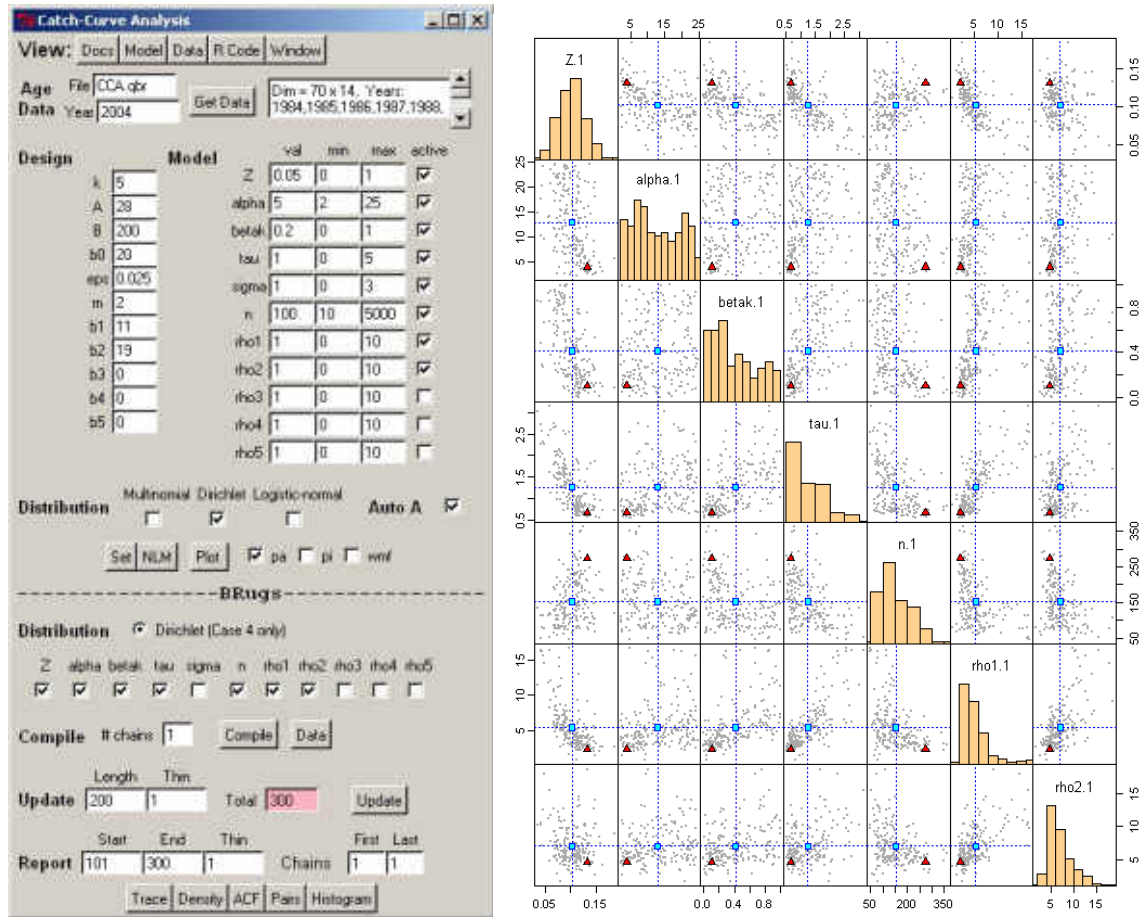 Catch-Curve Analysis
View: Docs Model Data R Code Window
Age Data
File CCA.qbx
Year 2004
Get Data
Dim = 70 x 14, Years:
1984,1985,1986,1987,1988,
Design
k 5
A 28
B 200
b0 20
eps 0.025
m 2
b1 11
b2 19
b3 0
b4 0
b5 0
Model
val min max active
Z 0.05 0 1
alpha 5 2 25
betak 0.2 0 1
tau 1 0 5
sigma 1 0 3
n 100 10 5000
rho1 1 0 10
rho2 1 0 10
rho3 1 0 10
rho4 1 0 10
rho5 1 0 10
Distribution
Multinomial Dirichlet Logistic-normal
Auto A
Set NLM Plot pa pi wmf
BRugs
Distribution Dirichlet (Case 4 only)
Z alpha betak tau sigma n rho1 rho2 rho3 rho4 rho5
Compile # chains 1 Compile Data
Length Thin
Update 200 1 Total 300 Update
Start End Thin First Last
Report 101 300 1 Chains 1 1
Trace Density ACF Pairs Histogram
5 15 25
0.5 1.5 2.5
5 10 15
Z.1
0.05 0.10 0.15
alpha.1
5 10 15 20 25
betak.1
0.0 0.4 0.8
tau.1
0.5 1.5 2.5
n.1
50 150 250 350
rho1.1
5 10 15
rho2.1
5 10 15
0.05 0.15
0.0 0.4 0.8
50 200 350
5 10 15